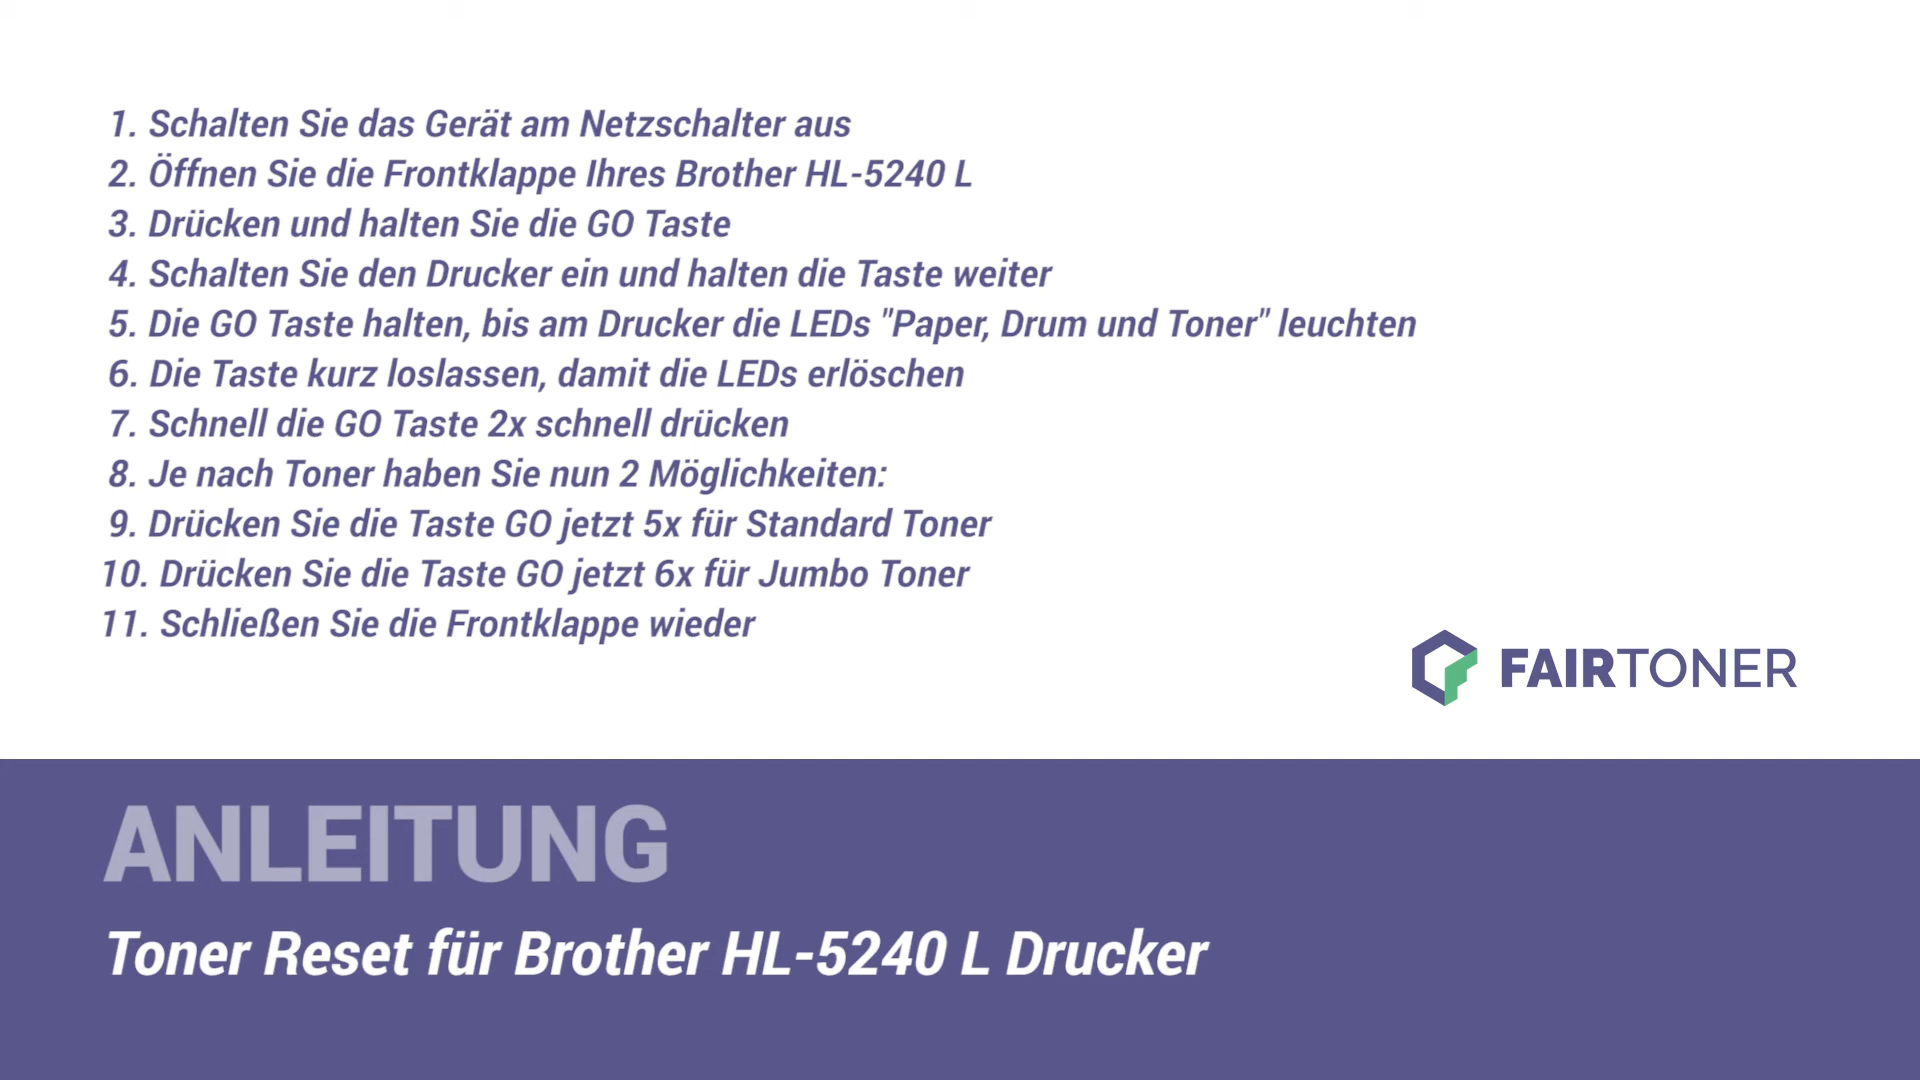 1. Schalten Sie das Gerät am Netzschalter aus
2. Öffnen Sie die Frontklappe Ihres Brother HL-5240 L
3. Drücken und halten Sie die GO Taste
4. Schalten Sie den Drucker ein und halten die Taste weiter
5. Die GO Taste halten, bis am Drucker die LEDs "Paper, Drum und Toner" leuchten
6. Die Taste kurz loslassen, damit die LEDs erlöschen
7. Schnell die GO Taste 2x schnell drücken
8. Je nach Toner haben Sie nun 2 Möglichkeiten:
9. Drücken Sie die Taste GO jetzt 5x für Standard Toner
10. Drücken Sie die Taste GO jetzt 6x für Jumbo Toner
11. Schließen Sie die Frontklappe wieder
FAIRTONER
ANLEITUNG
Toner Reset für Brother HL-5240 L Drucker